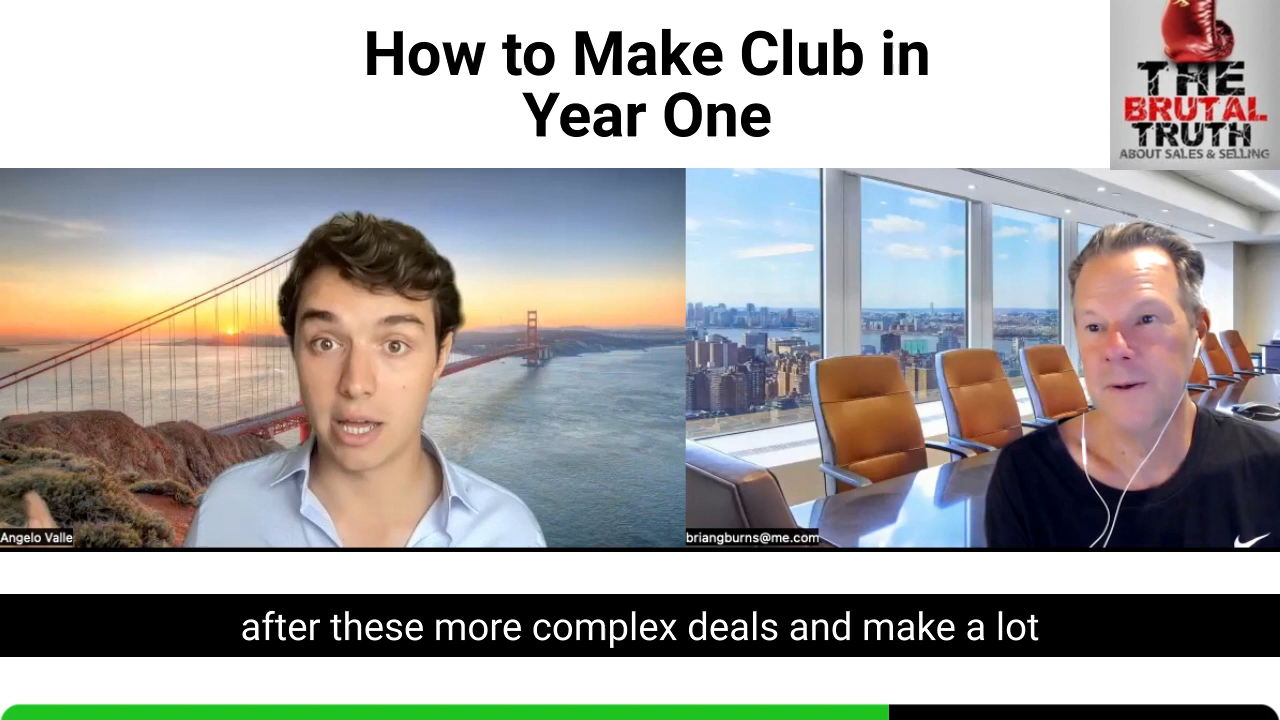 How to Make Club in
Year One
THE
BRUTAL
TRUTH
ABOUT SALES & SELLING
Angelo Valle
briangburns@me.com
after these more complex deals and make a lot